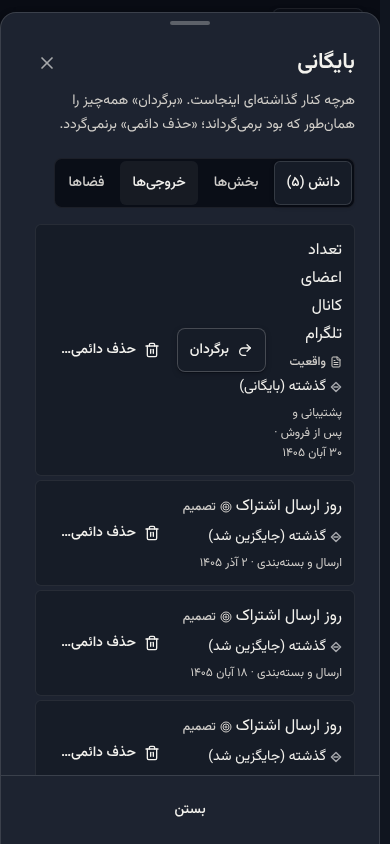 بایگانی
هرچه کنار گذاشته‌ای اینجاست. «برگردان» همه‌چیز را
همان‌طور که بود برمی‌گرداند؛ «حذف دائمی» برنمی‌گردد.
دانش (۵)
بخش‌ها
خروجی‌ها
فضاها
تعداد
اعضای
کانال
تلگرام
واقعیت
گذشته (بایگانی)
پشتیبانی و
پس از فروش ·
۳۰ آبان ۱۴۰۵
برگردان
حذف دائمی…
روز ارسال اشتراک تصمیم
گذشته (جایگزین شد)
ارسال و بسته‌بندی · ۲ آذر ۱۴۰۵
حذف دائمی…
روز ارسال اشتراک تصمیم
گذشته (جایگزین شد)
ارسال و بسته‌بندی · ۱۸ آبان ۱۴۰۵
حذف دائمی…
روز ارسال اشتراک تصمیم
گذشته (جایگزین شد)
حذف دائمی…
بستن